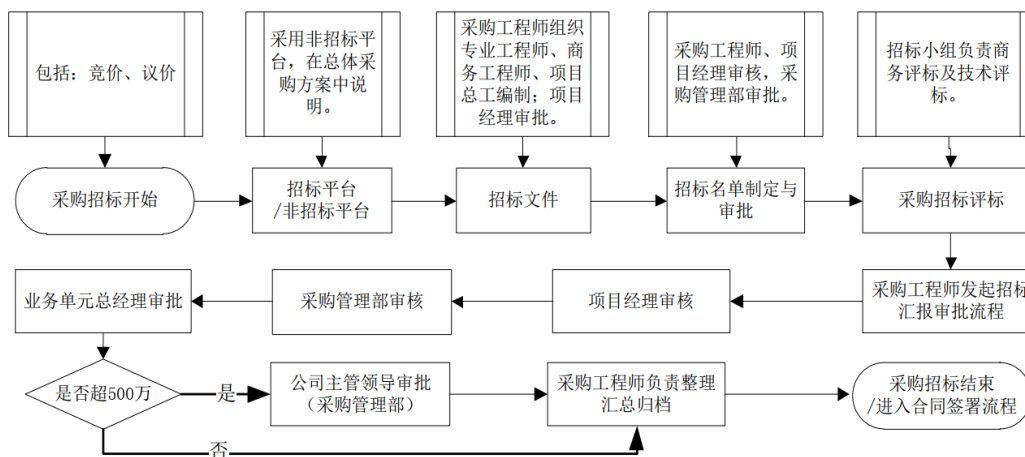 包括：竞价、议价
采用非招标平
台，在总体采
购方案中说
明。
采购工程师组织
专业工程师、商
务工程师、项目
总工编制；项目
经理审批。
采购工程师、项
目经理审核，采
购管理部审批。
招标小组负责商
务评标及技术评
标。
采购招标开始
招标平台
/非招标平台
招标文件
招标名单制定与
审批
采购招标评标
业务单元总经理审批
采购管理部审核
项目经理审核
采购工程师发起招标
汇报审批流程
是否超500万
是
公司主管领导审批
（采购管理部）
采购工程师负责整理
汇总归档
采购招标结束
/进入合同签署流程
否